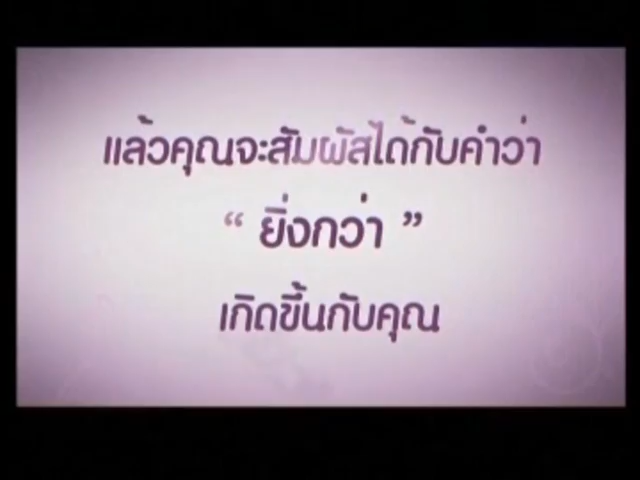 แล้วคุณจะสัมผัสได้กับคำว่า
“ ยิ่งกว่า ”
เกิดขึ้นกับคุณ